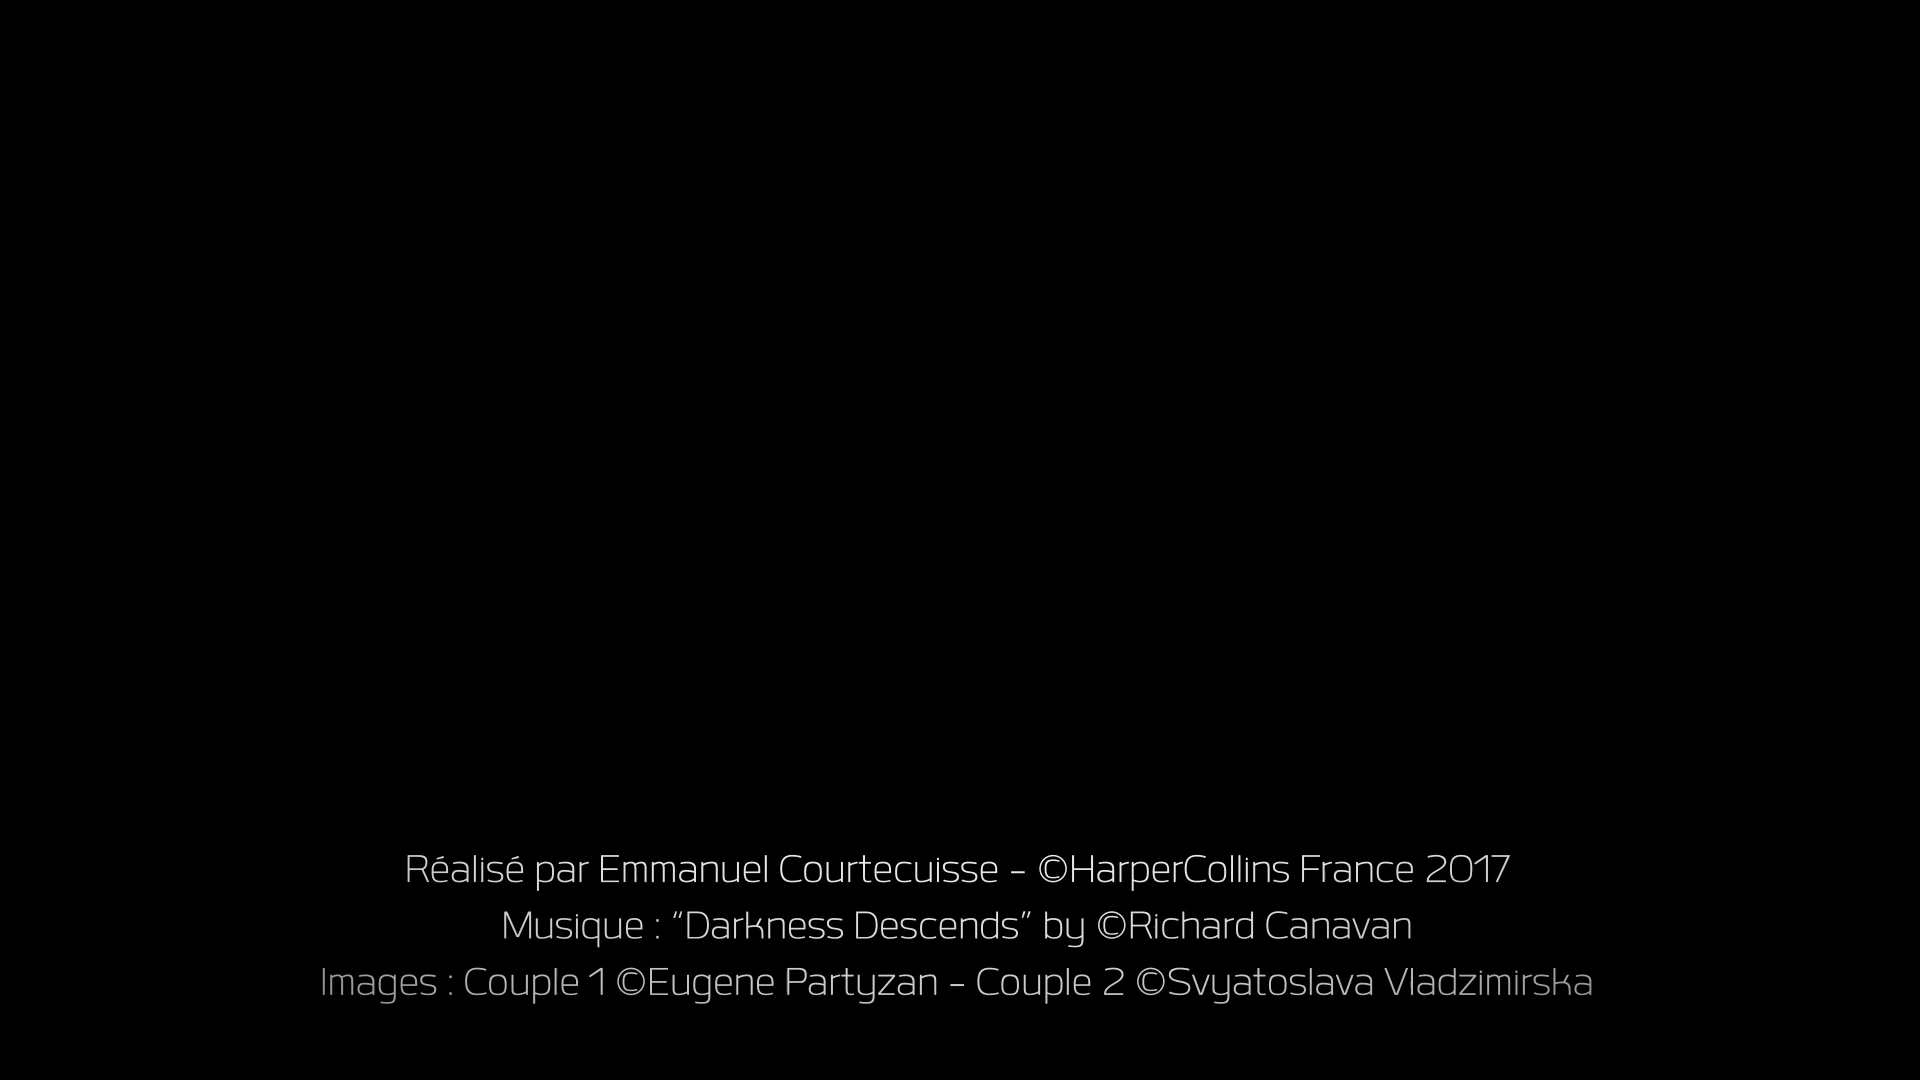 Réalisé par Emmanuel Courtecuisse - ©HarperCollins France 2017
Musique : “Darkness Descends” by ©Richard Canavan
Images : Couple 1 ©Eugene Partyzan - Couple 2 ©Svyatoslava Vladzimirska